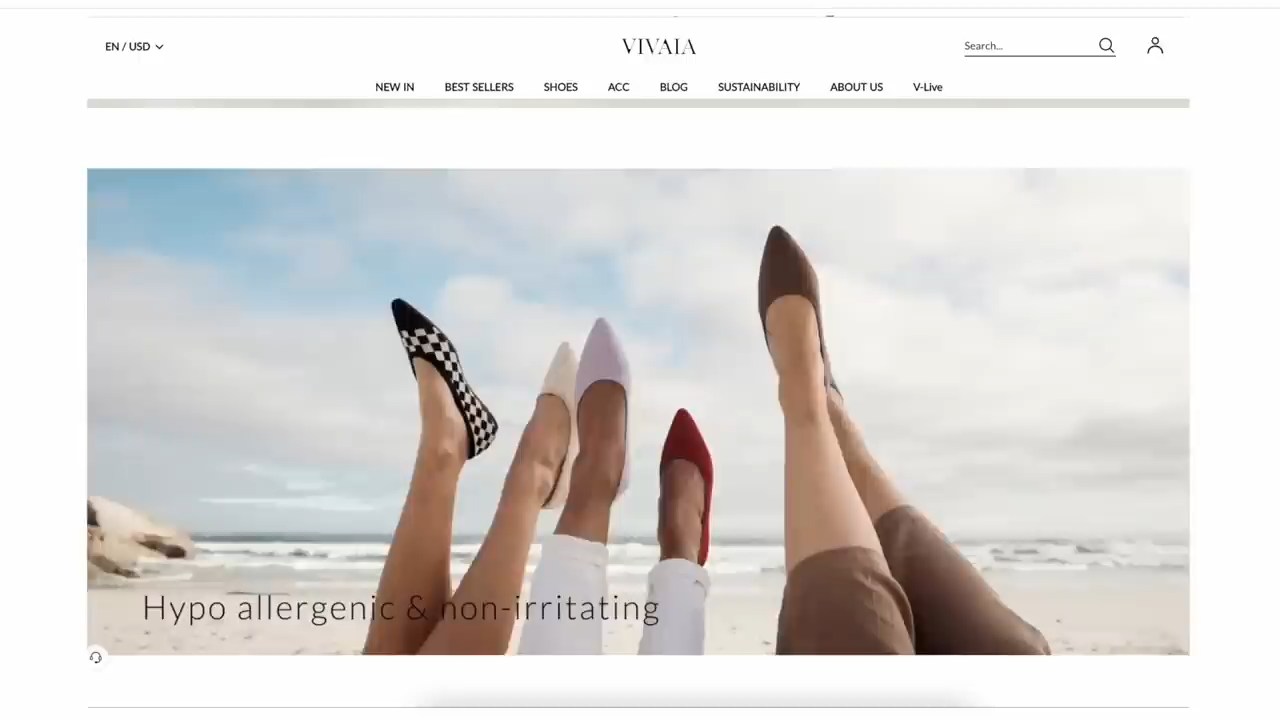 EN / USD
VIVAIA
Search...
NEW IN
BEST SELLERS
SHOES
ACC
BLOG
SUSTAINABILITY
ABOUT US
V-Live
Hypo allergenic & non-irritating